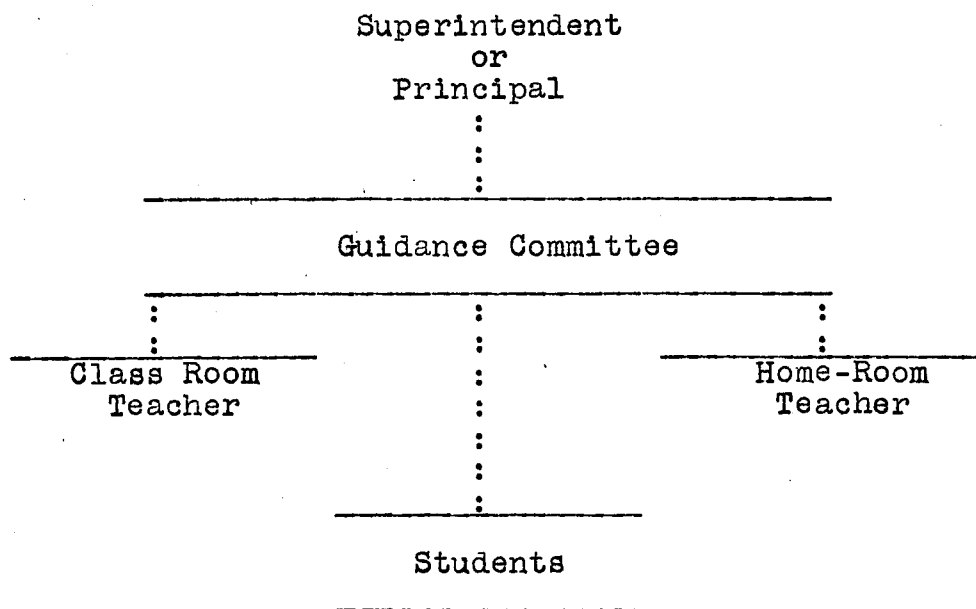 Superintendent
or
Principal
Guidance Committee
Class Room
Teacher
Home-Room
Teacher
Students